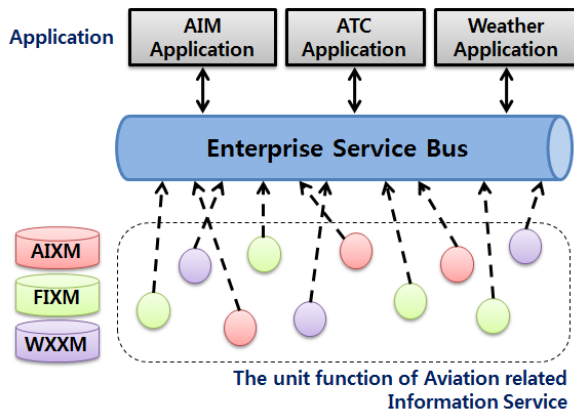 Application
AIM
Application
ATC
Application
Weather
Application
Enterprise Service Bus
AIXM
FIXM
WXXM
The unit function of Aviation related
Information Service